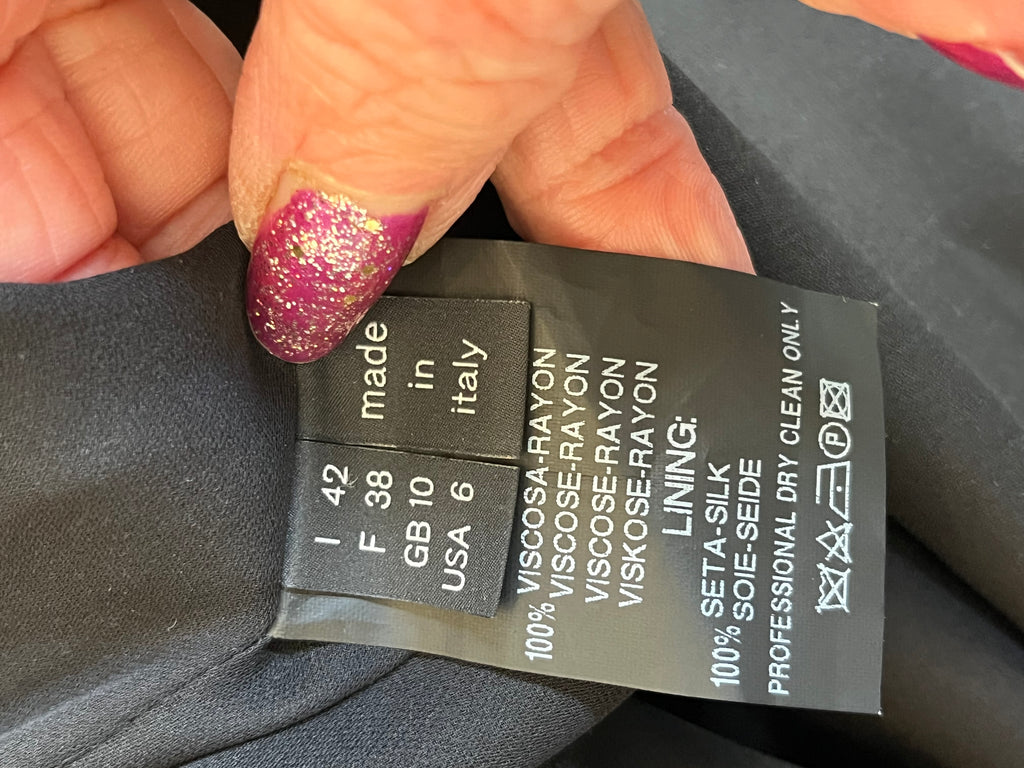 made
in
italy
I 42
F 38
GB 10
USA 6
100% VISCOSA-RAYON
VISCOSE-RAYON
VISCOSE-RAYON
VISKOSE-RAYON
LINING:
100% SETA-SILK
SOIE-SEIDE
PROFESSIONAL DRY CLEAN ONLY
P